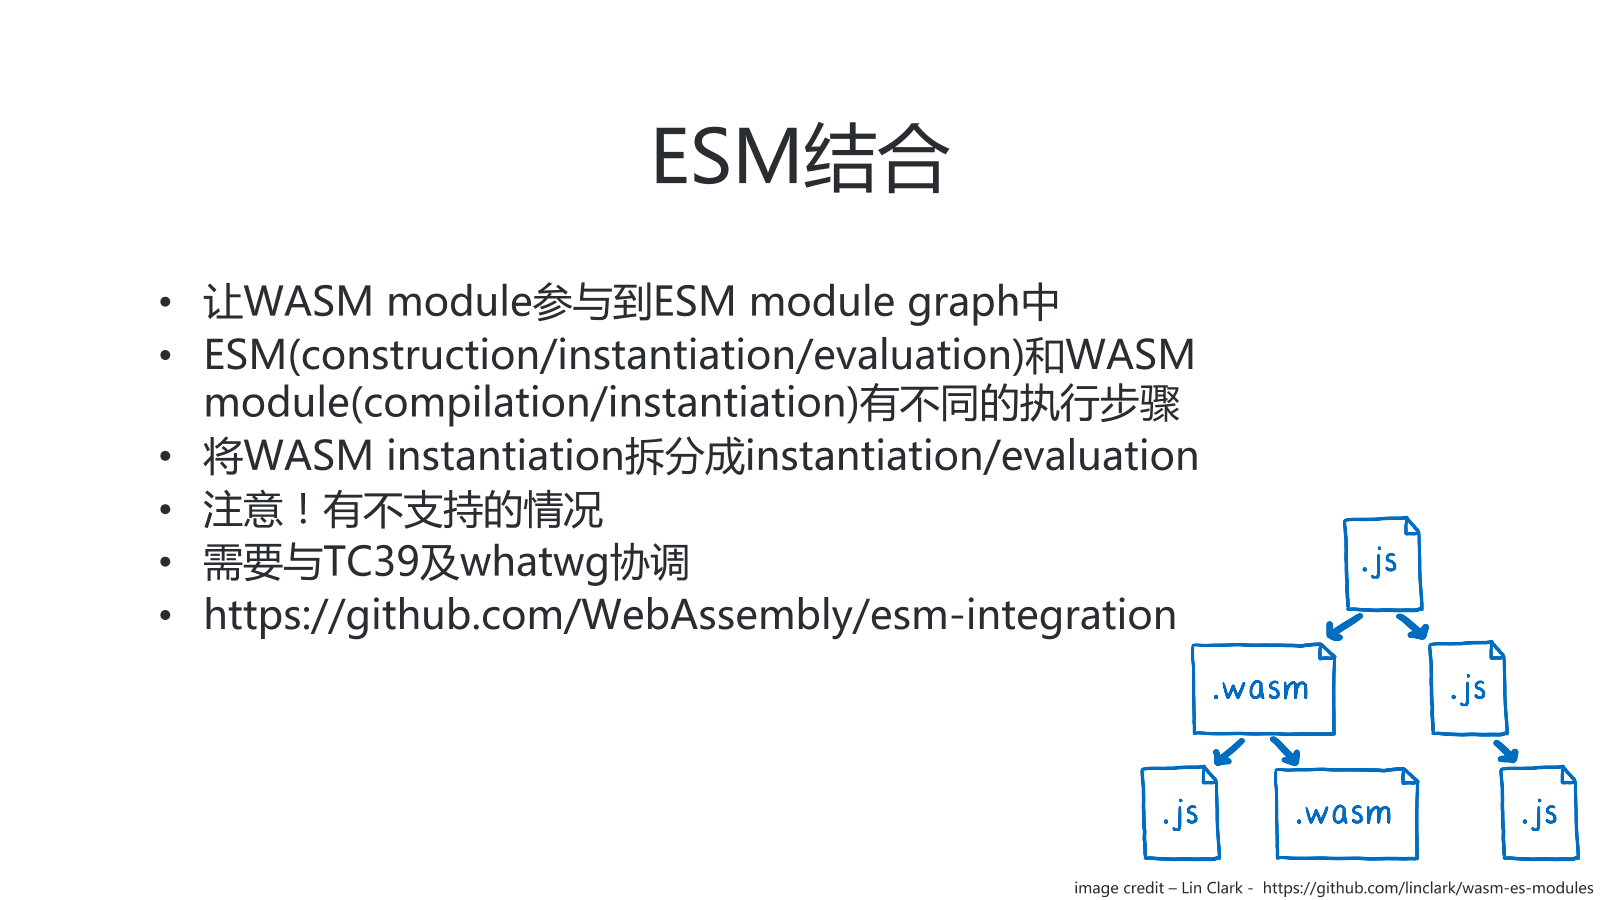 ESM结合
• 让WASM module参与到ESM module graph中
• ESM(construction/instantiation/evaluation)和WASM
module(compilation/instantiation)有不同的执行步骤
• 将WASM instantiation拆分成instantiation/evaluation
• 注意！有不支持的情况
• 需要与TC39及whatwg协调
• https://github.com/WebAssembly/esm-integration
.js
.wasm
.js
.js
.wasm
.js
image credit – Lin Clark - https://github.com/linclark/wasm-es-modules